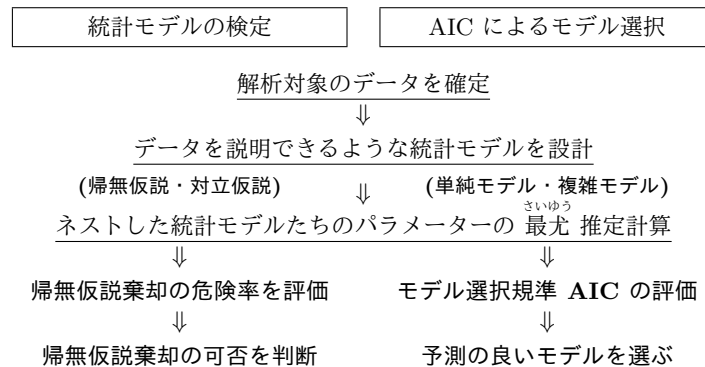 統計モデルの検定 AIC によるモデル選択
解析対象のデータを確定
⇓
データを説明できるような統計モデルを設計
(帰無仮説・対立仮説) ⇓ (単純モデル・複雑モデル)
さいゆう
ネストした統計モデルたちのパラメーターの 最尤 推定計算
⇓ ⇓
帰無仮説棄却の危険率を評価 モデル選択規準 AIC の評価
⇓ ⇓
帰無仮説棄却の可否を判断 予測の良いモデルを選ぶ